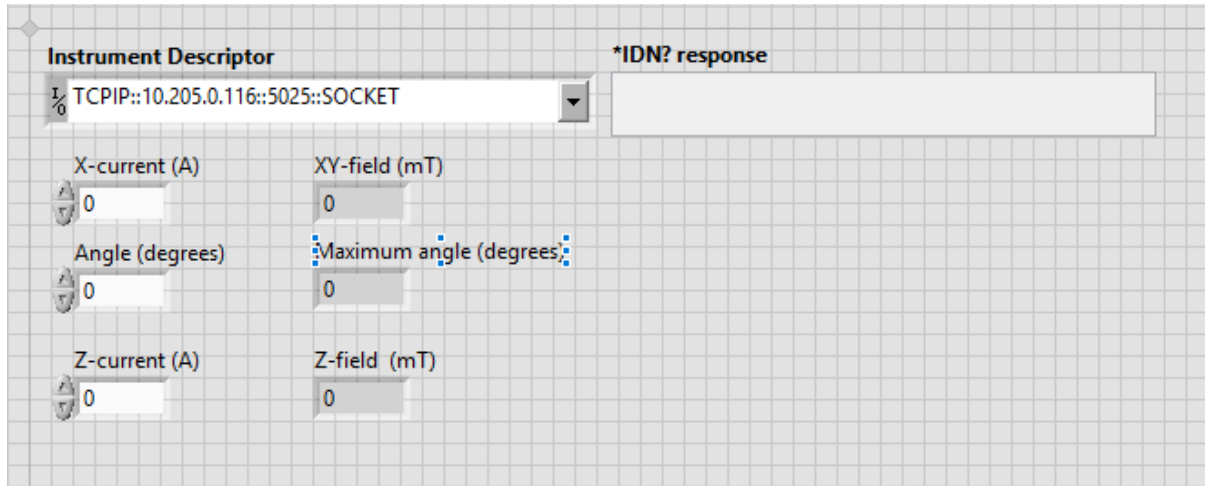 Instrument Descriptor
*IDN? response
I/O TCPIP::10.205.0.116::5025::SOCKET
X-current (A)
XY-field (mT)
0
0
Angle (degrees)
Maximum angle (degrees)
0
0
Z-current (A)
Z-field  (mT)
0
0